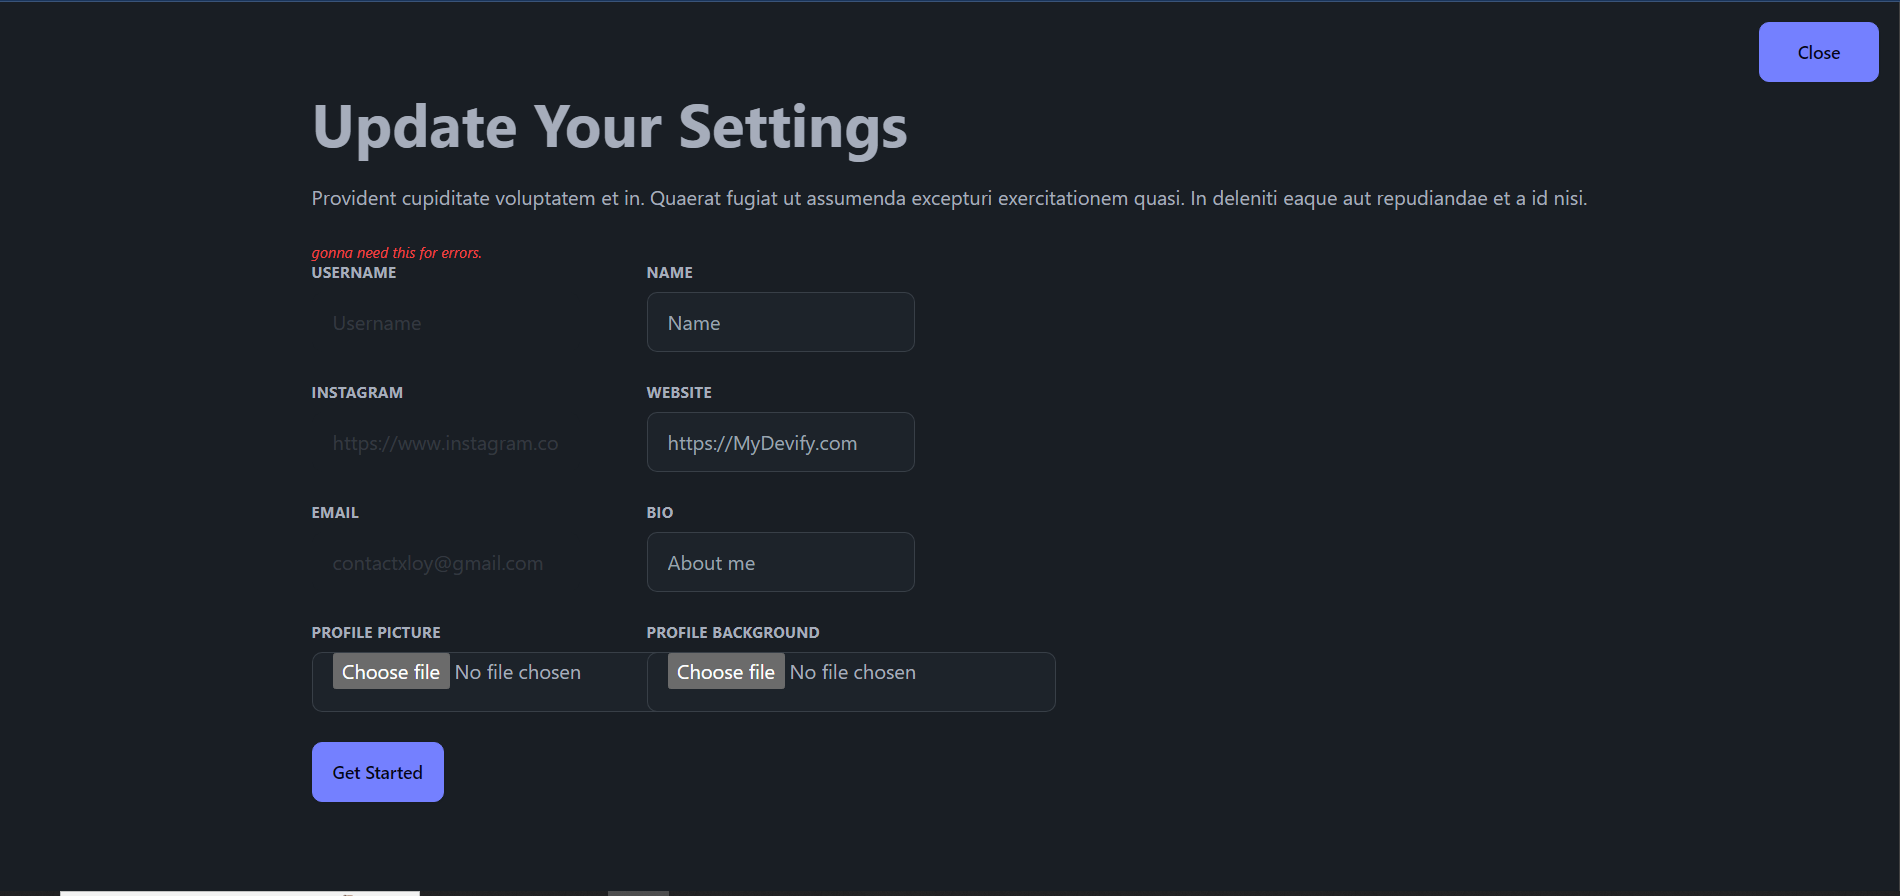 Close
Update Your Settings
Provident cupiditate voluptatem et in. Quaerat fugiat ut assumenda excepturi exercitationem quasi. In deleniti eaque aut repudiandae et a id nisi.
gonna need this for errors.
USERNAME NAME
Username Name
INSTAGRAM WEBSITE
https://www.instagram.co https://MyDevify.com
EMAIL BIO
contactxloy@gmail.com About me
PROFILE PICTURE PROFILE BACKGROUND
Choose file No file chosen Choose file No file chosen
Get Started